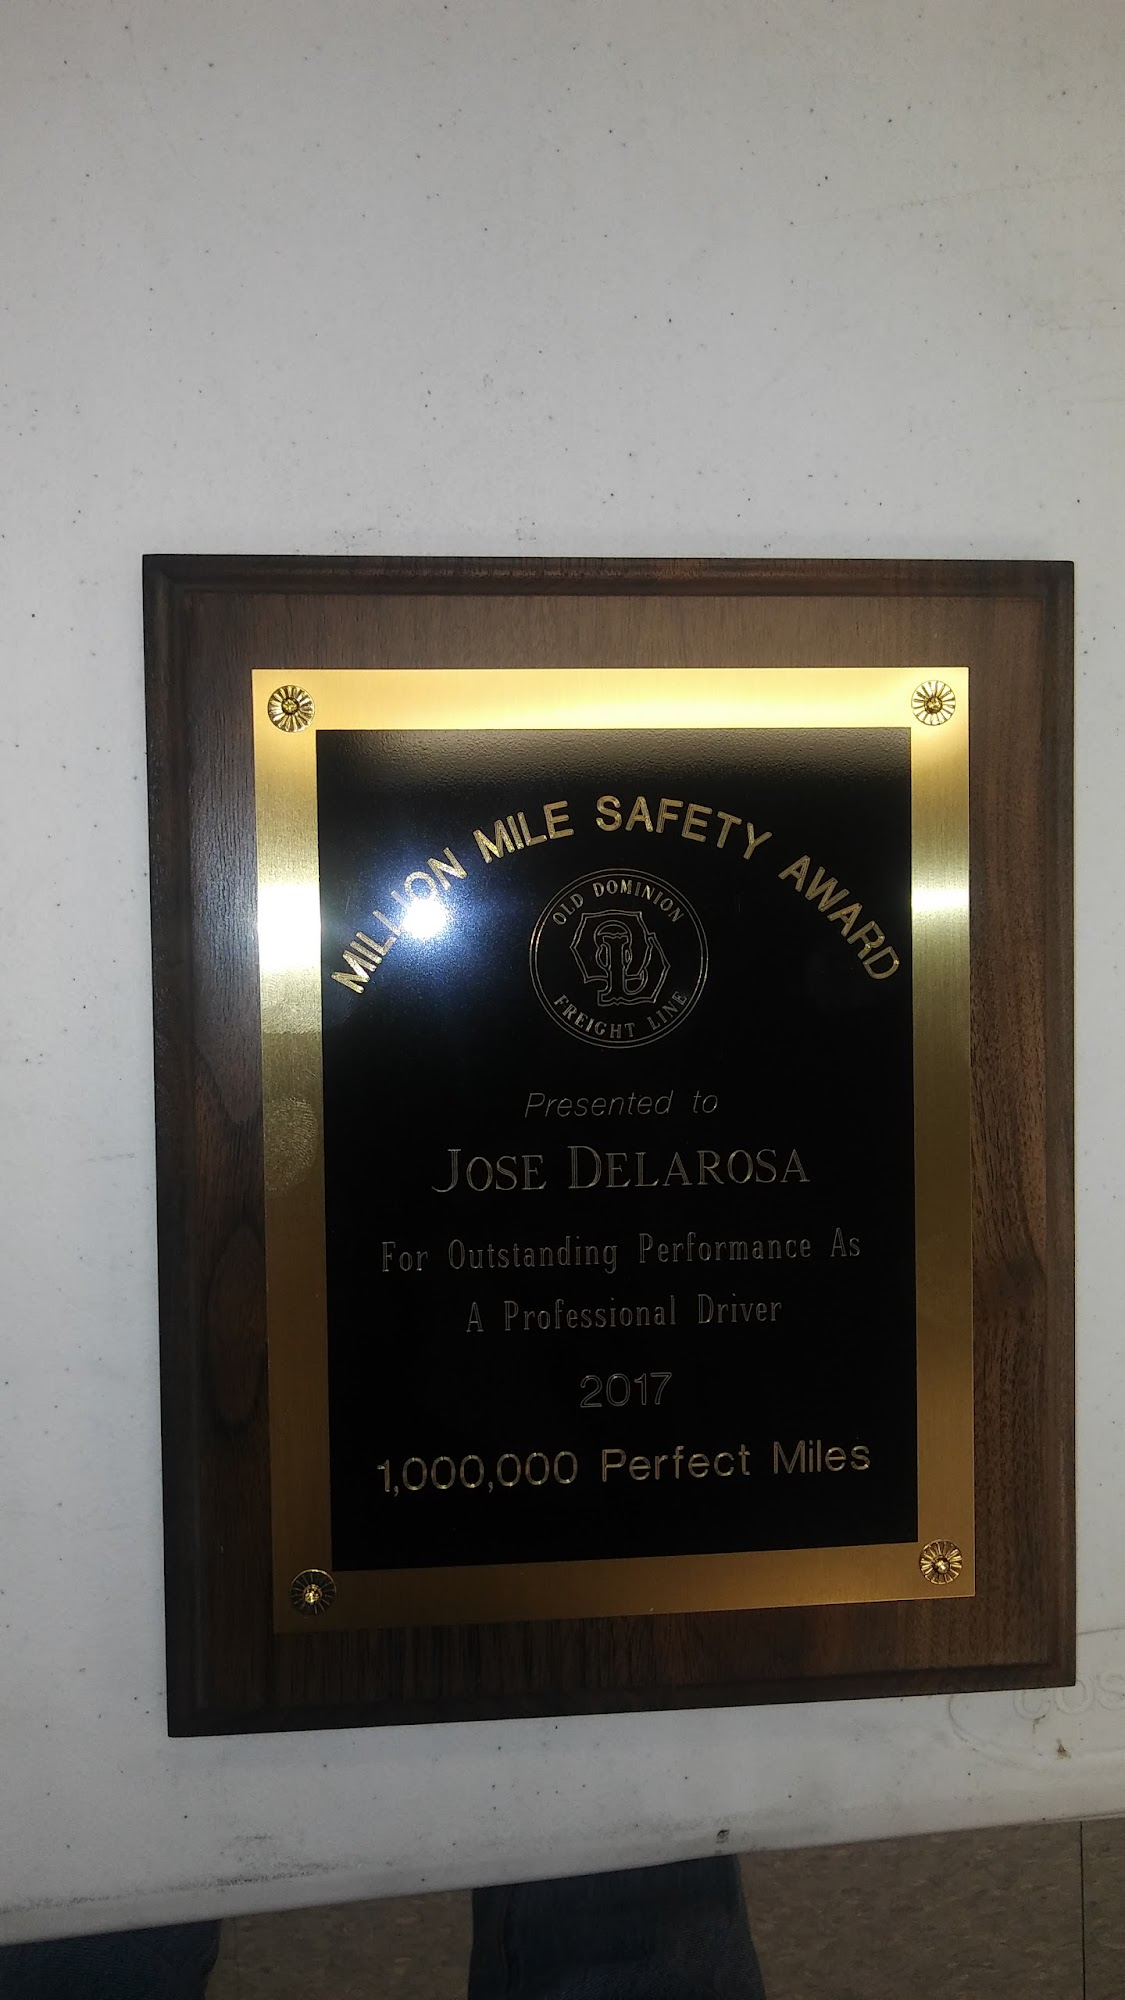 MILLION MILE SAFETY AWARD
OLD DOMINION
FREIGHT LINE
Presented to
JOSE DELAROSA
For Outstanding Performance As
A Professional Driver
2017
1,000,000 Perfect Miles